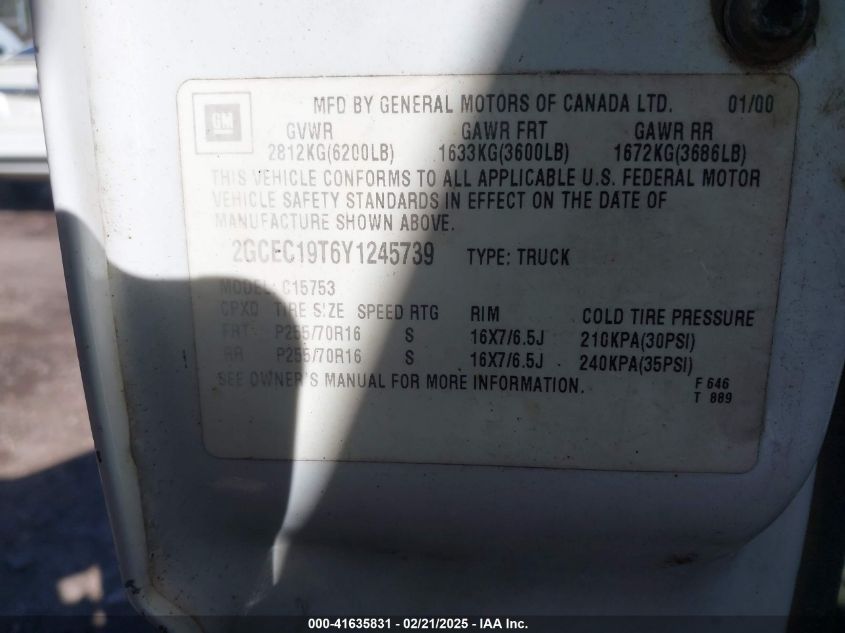 GM
MFD BY GENERAL MOTORS OF CANADA LTD. 01/00
GVWR GAWR FRT GAWR RR
2812KG(6200LB) 1633KG(3600LB) 1672KG(3686LB)
THIS VEHICLE CONFORMS TO ALL APPLICABLE U.S. FEDERAL MOTOR
VEHICLE SAFETY STANDARDS IN EFFECT ON THE DATE OF
MANUFACTURE SHOWN ABOVE.
2GCEC19T6Y1245739 TYPE: TRUCK
MODEL: C15753
CPXD TIRE SIZE SPEED RTG RIM COLD TIRE PRESSURE
FRT P255/70R16 S 16X7/6.5J 210KPA(30PSI)
RR P255/70R16 S 16X7/6.5J 240KPA(35PSI)
SEE OWNER'S MANUAL FOR MORE INFORMATION.
F 646
T 889
000-41635831 - 02/21/2025 - IAA Inc.